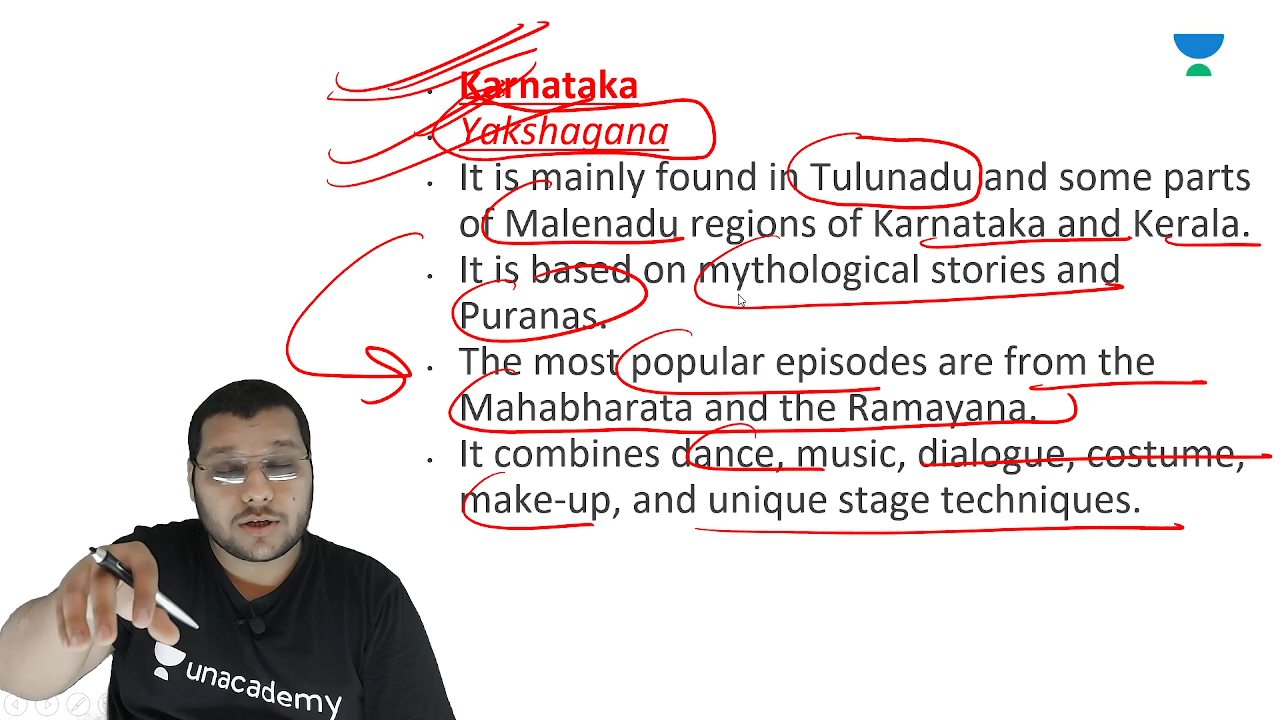 Karnataka
Yakshagana
It is mainly found in Tulunadu and some parts
of Malenadu regions of Karnataka and Kerala.
It is based on mythological stories and
Puranas.
The most popular episodes are from the
Mahabharata and the Ramayana.
It combines dance, music, dialogue, costume,
make-up, and unique stage techniques.
unacademy